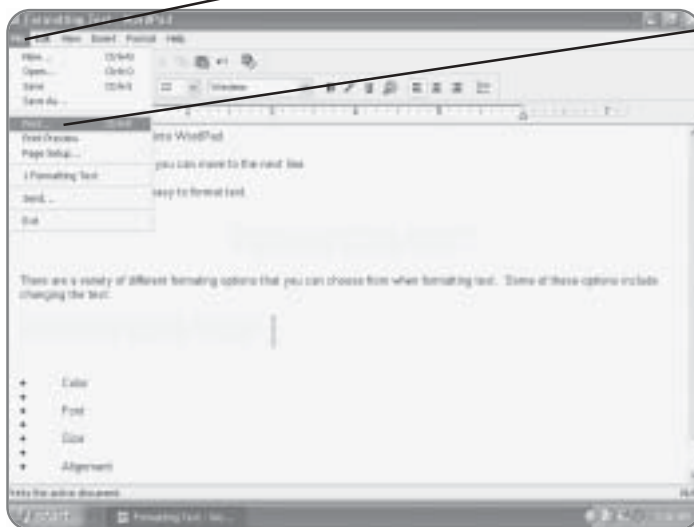 Formatting Text - WordPad
File Edit View Insert Format Help
New... Ctrl+N
Open... Ctrl+O
Save Ctrl+S
Save As...
Print...
Print Preview
Page Setup...
1 Formatting Text
Send...
Exit
into WordPad
you can move to the next line
easy to format text.
There are a variety of different formatting options that you can choose from when formatting text. Some of these options include
changing the text:
Color
Font
Size
Alignment
Prints the active document.
start